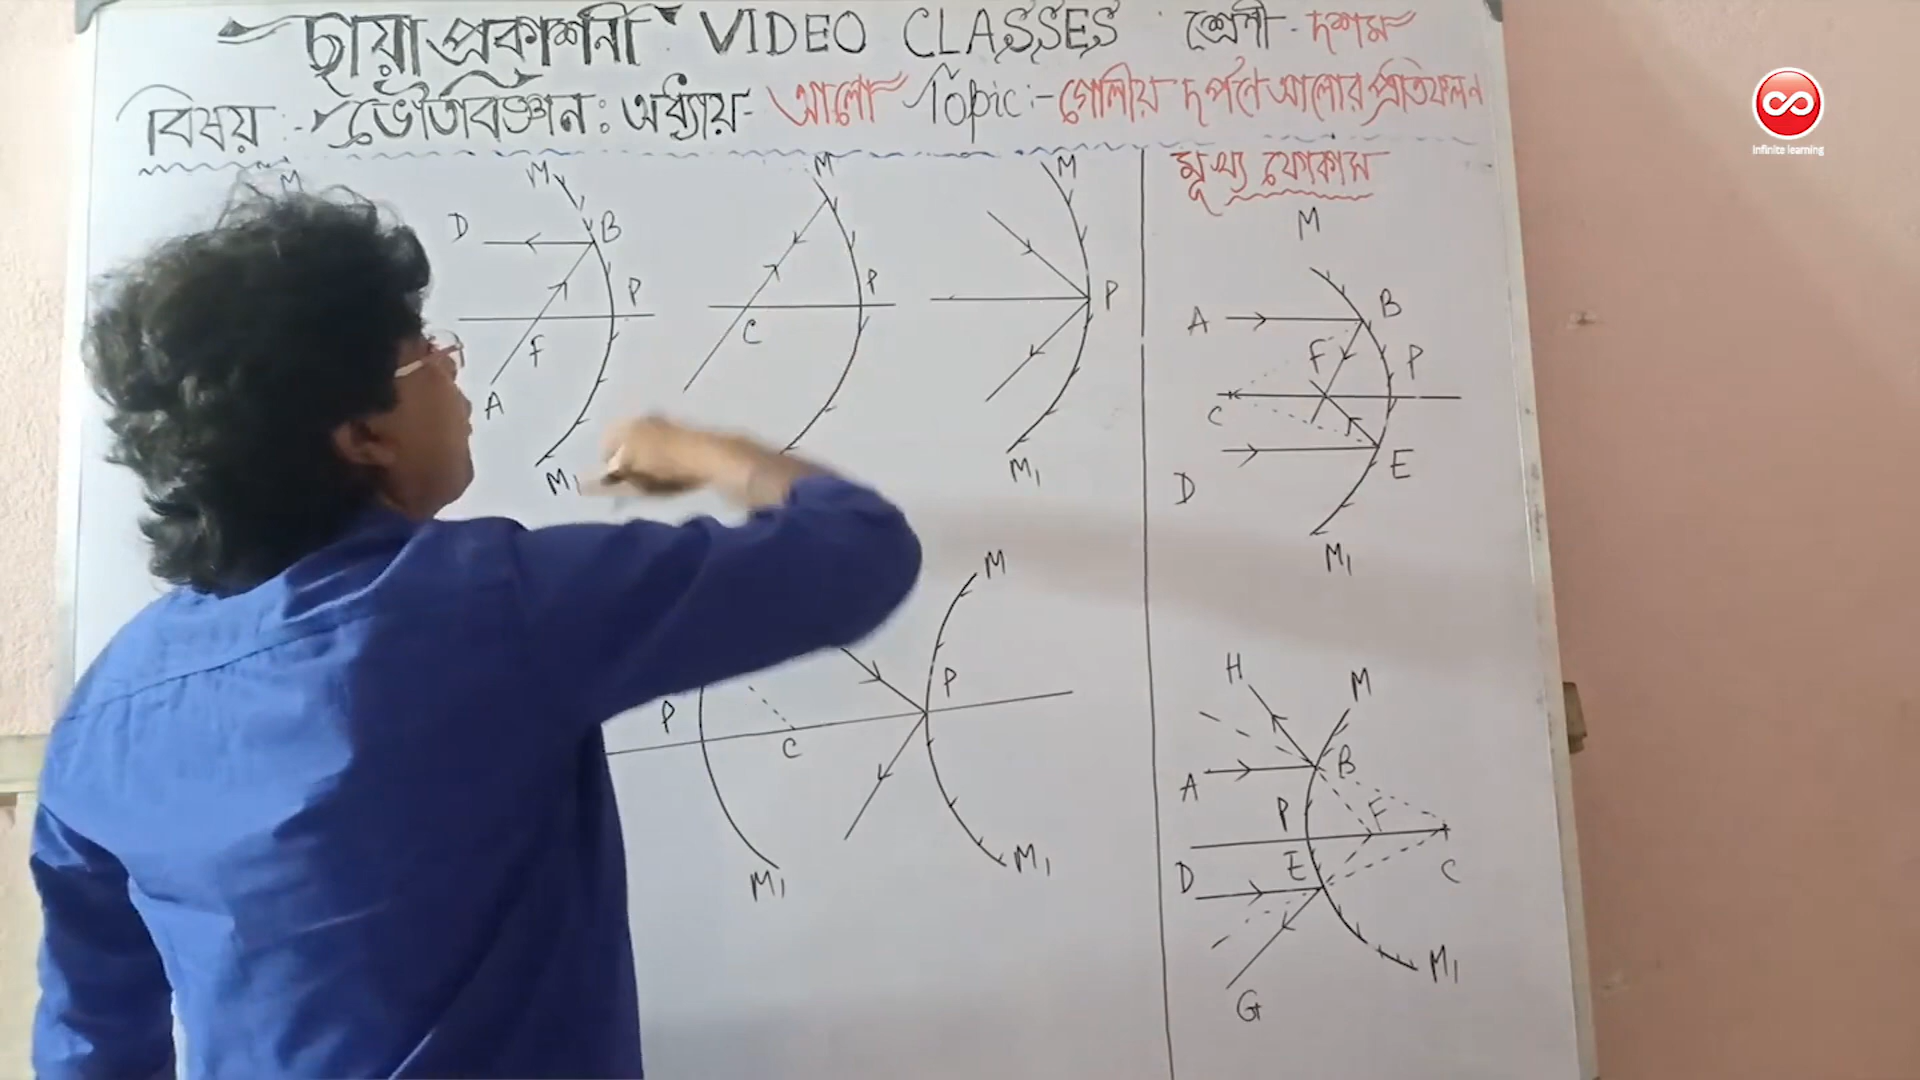 ছায়া প্রকাশনী VIDEO CLASSES শ্রেণী - দশম
বিষয় :- ভৌতবিজ্ঞান : অধ্যায় - আলো Topic :- গোলীয় দর্পণে আলোর প্রতিফলন
Infinite learning
মূখ্য ফোকাস
M
M D B P F A M1
M P C
M P M1
M A B F P C D E M1
P C M1
M P M1
H M A B P F E D C M1 G